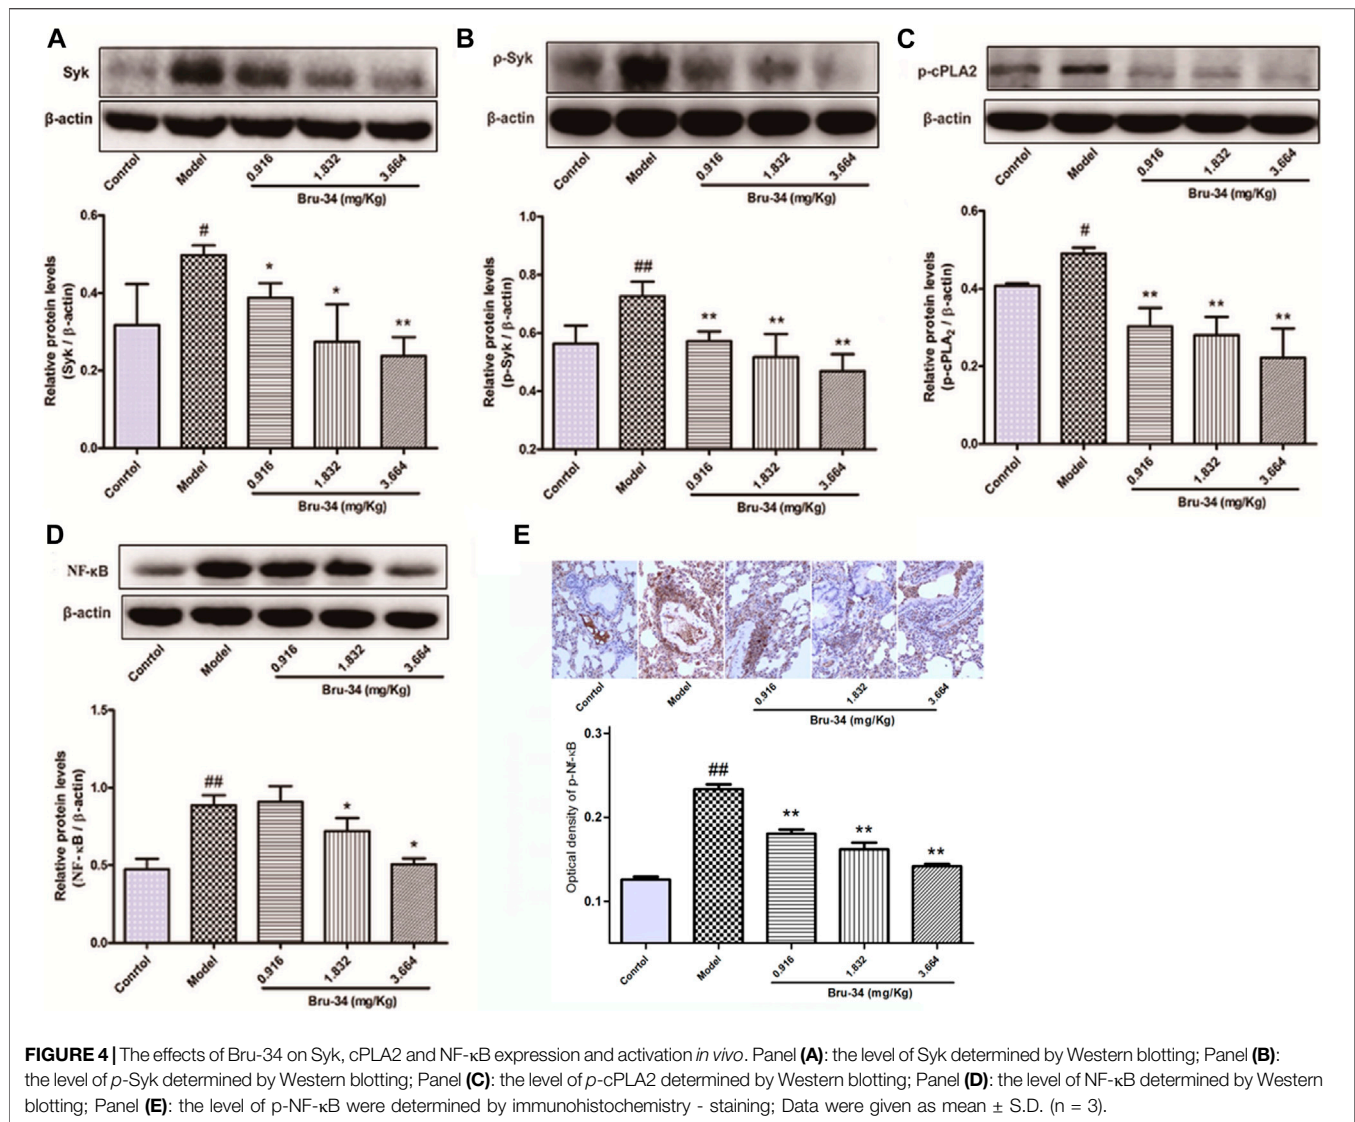 A
Syk
β-actin
Conrtol Model 0.916 1.832 3.664
Bru-34 (mg/Kg)
Relative protein levels
(Syk / β-actin)
0.6
0.4
0.2
0.0
# * * **
Conrtol Model 0.916 1.832 3.664
Bru-34 (mg/Kg)
B
ρ-Syk
β-actin
Conrtol Model 0.916 1.832 3.664
Bru-34 (mg/Kg)
Relative protein levels
(p-Syk / β-actin)
1.0
0.8
0.6
0.4
0.2
## ** ** **
Conrtol Model 0.916 1.832 3.664
Bru-34 (mg/Kg)
C
p-cPLA2
β-actin
Conrtol Model 0.916 1.832 3.664
Bru-34 (mg/Kg)
Relative protein levels
(p-cPLA₂ / β-actin)
0.6
0.4
0.2
0.0
# ** ** **
Conrtol Model 0.916 1.832 3.664
Bru-34 (mg/Kg)
D
NF-κB
β-actin
Conrtol Model 0.916 1.832 3.664
Bru-34 (mg/Kg)
Relative protein levels
(NF-κB / β-actin)
1.5
1.0
0.5
0.0
## * *
Conrtol Model 0.916 1.832 3.664
Bru-34 (mg/Kg)
E
Conrtol Model 0.916 1.832 3.664
Bru-34 (mg/Kg)
Optical density of p-Nf-κB
0.3
0.2
0.1
## ** ** **
Conrtol Model 0.916 1.832 3.664
Bru-34 (mg/Kg)
FIGURE 4 | The effects of Bru-34 on Syk, cPLA2 and NF-κB expression and activation in vivo. Panel (A): the level of Syk determined by Western blotting; Panel (B):
the level of p-Syk determined by Western blotting; Panel (C): the level of p-cPLA2 determined by Western blotting; Panel (D): the level of NF-κB determined by Western
blotting; Panel (E): the level of p-NF-κB were determined by immunohistochemistry - staining; Data were given as mean ± S.D. (n = 3).